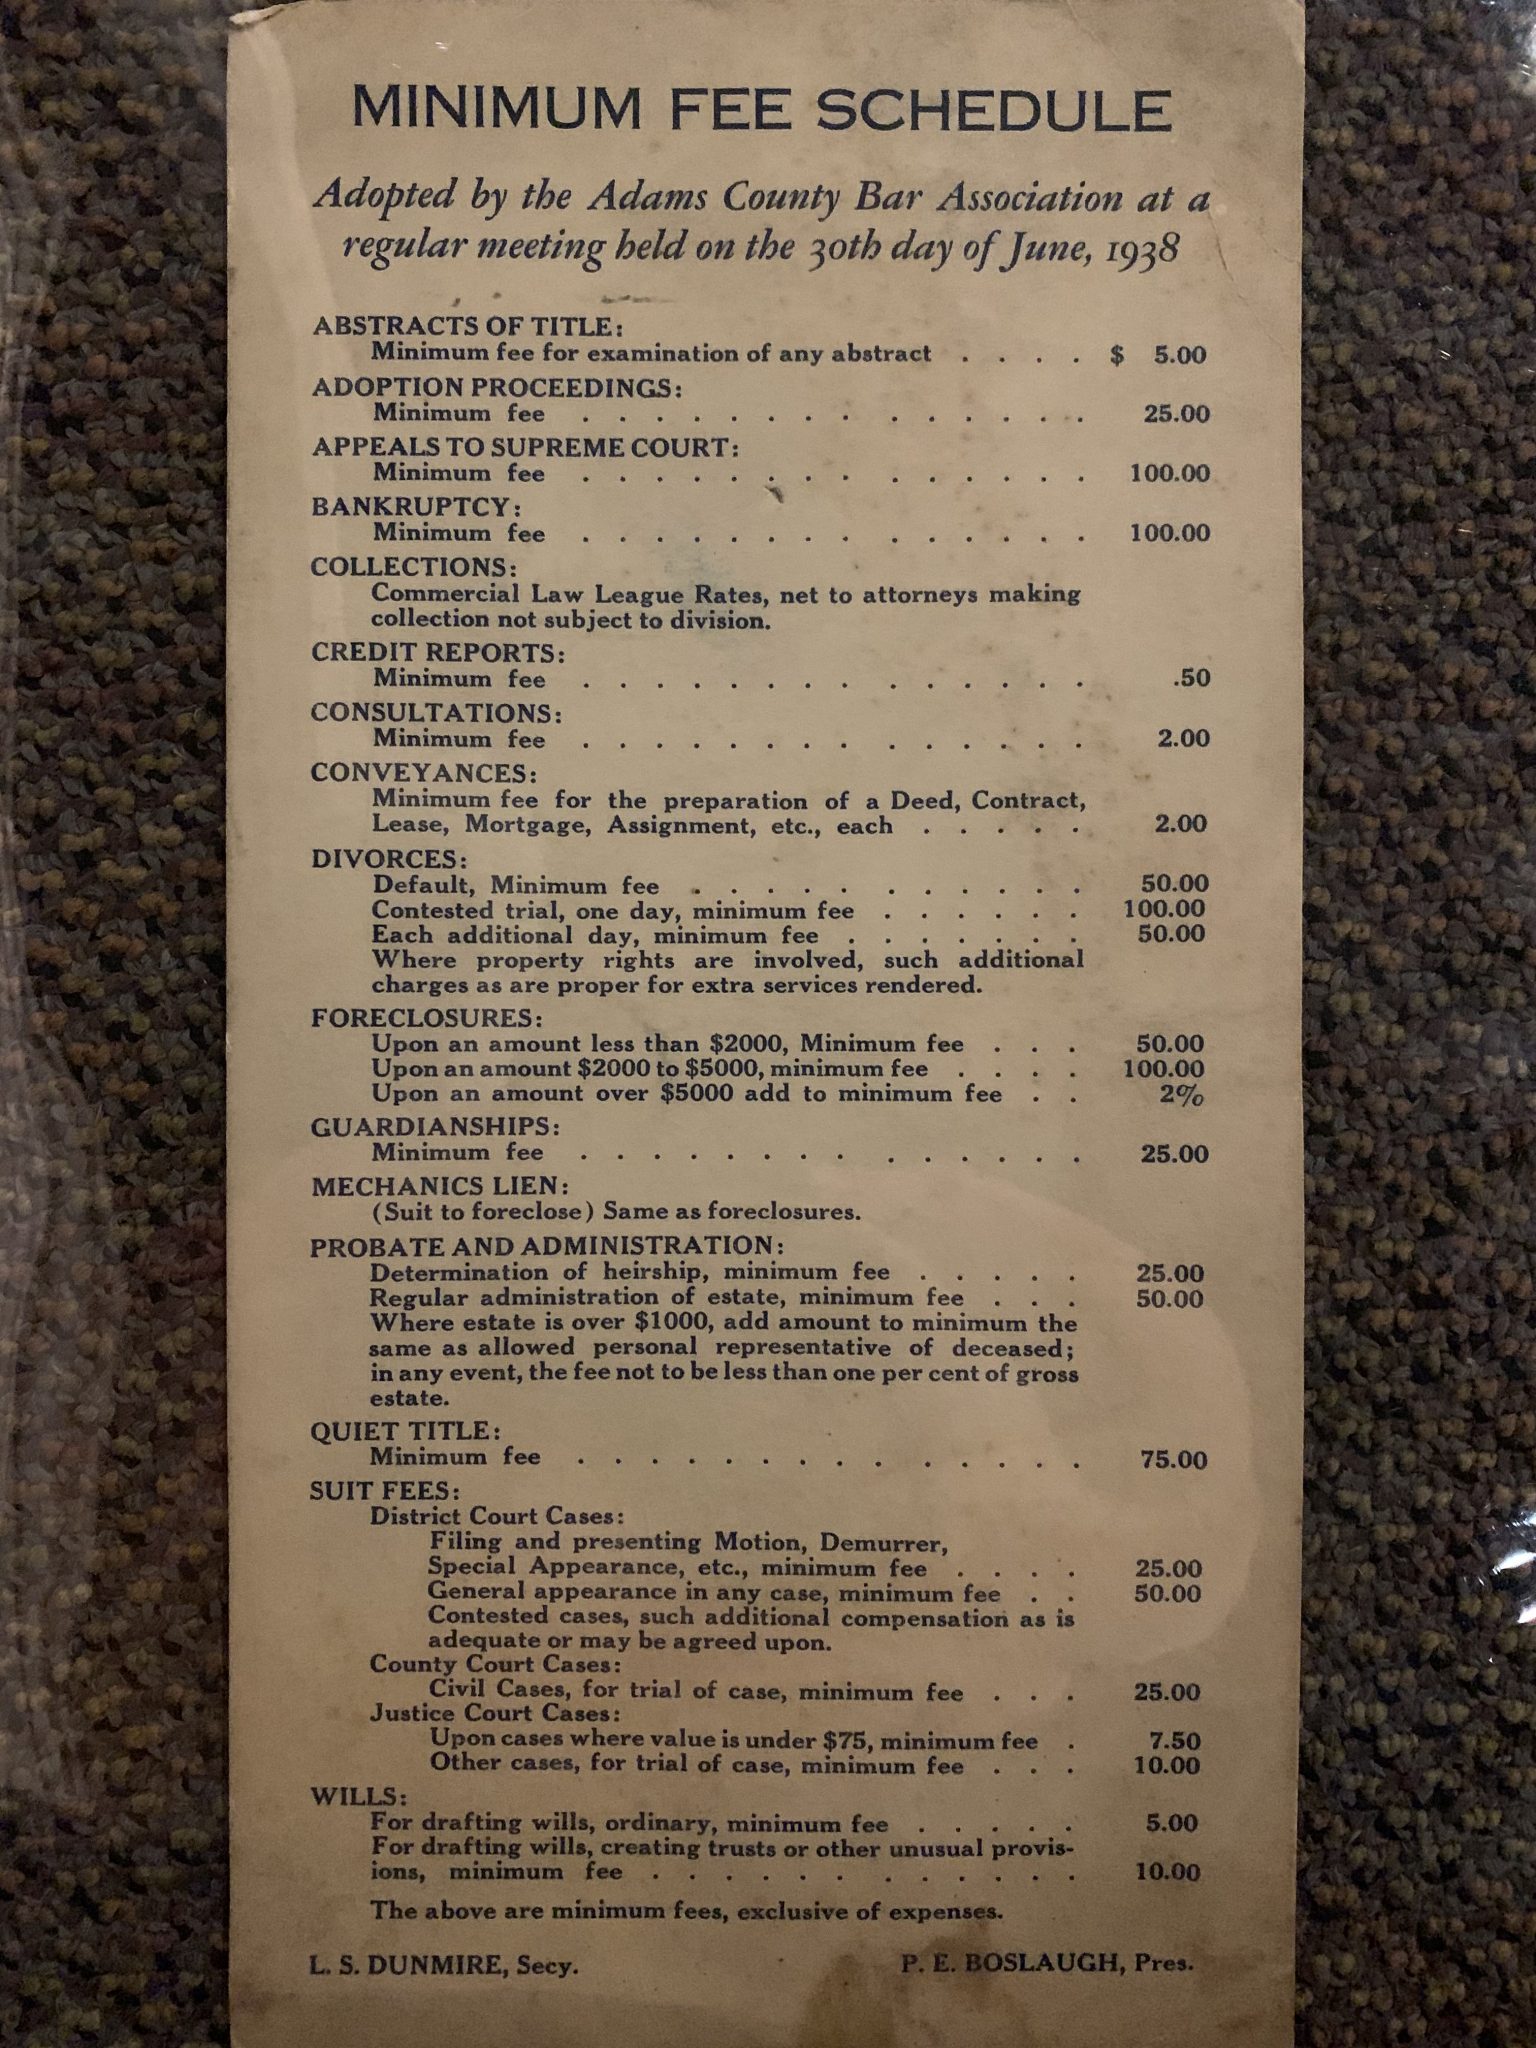 MINIMUM FEE SCHEDULE
Adopted by the Adams County Bar Association at a
regular meeting held on the 30th day of June, 1938
ABSTRACTS OF TITLE:
Minimum fee for examination of any abstract . . . . $ 5.00
ADOPTION PROCEEDINGS:
Minimum fee . . . . . . . . . . . . . . . 25.00
APPEALS TO SUPREME COURT:
Minimum fee . . . . . . . . . . . . . . . 100.00
BANKRUPTCY:
Minimum fee . . . . . . . . . . . . . . . 100.00
COLLECTIONS:
Commercial Law League Rates, net to attorneys making
collection not subject to division.
CREDIT REPORTS:
Minimum fee . . . . . . . . . . . . . . . .50
CONSULTATIONS:
Minimum fee . . . . . . . . . . . . . . . 2.00
CONVEYANCES:
Minimum fee for the preparation of a Deed, Contract,
Lease, Mortgage, Assignment, etc., each . . . . . 2.00
DIVORCES:
Default, Minimum fee . . . . . . . . . . . 50.00
Contested trial, one day, minimum fee . . . . . . 100.00
Each additional day, minimum fee . . . . . . . 50.00
Where property rights are involved, such additional
charges as are proper for extra services rendered.
FORECLOSURES:
Upon an amount less than $2000, Minimum fee . . . 50.00
Upon an amount $2000 to $5000, minimum fee . . . . 100.00
Upon an amount over $5000 add to minimum fee . . 2%
GUARDIANSHIPS:
Minimum fee . . . . . . . . . . . . . . . 25.00
MECHANICS LIEN:
(Suit to foreclose) Same as foreclosures.
PROBATE AND ADMINISTRATION:
Determination of heirship, minimum fee . . . . . 25.00
Regular administration of estate, minimum fee . . . 50.00
Where estate is over $1000, add amount to minimum the
same as allowed personal representative of deceased;
in any event, the fee not to be less than one per cent of gross
estate.
QUIET TITLE:
Minimum fee . . . . . . . . . . . . . . . 75.00
SUIT FEES:
District Court Cases:
Filing and presenting Motion, Demurrer,
Special Appearance, etc., minimum fee . . . . 25.00
General appearance in any case, minimum fee . . 50.00
Contested cases, such additional compensation as is
adequate or may be agreed upon.
County Court Cases:
Civil Cases, for trial of case, minimum fee . . . 25.00
Justice Court Cases:
Upon cases where value is under $75, minimum fee . 7.50
Other cases, for trial of case, minimum fee . . . 10.00
WILLS:
For drafting wills, ordinary, minimum fee . . . . . 5.00
For drafting wills, creating trusts or other unusual provis-
ions, minimum fee . . . . . . . . . . . . 10.00
The above are minimum fees, exclusive of expenses.
L. S. DUNMIRE, Secy. P. E. BOSLAUGH, Pres.